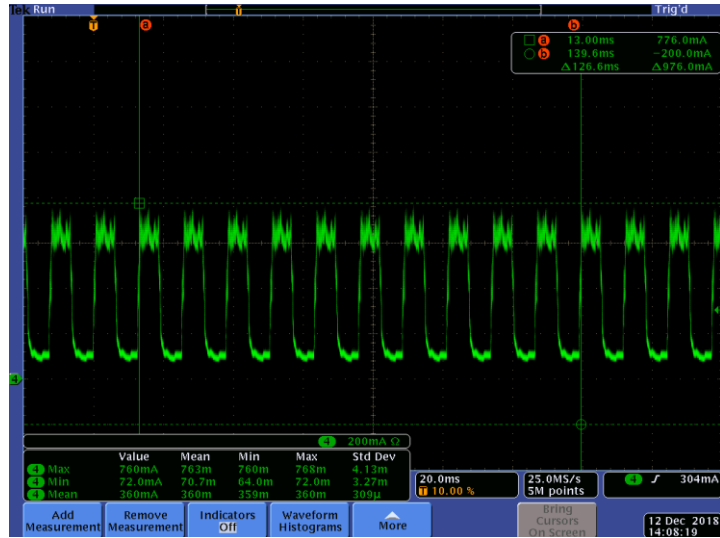 Tek Run Trig'd
T
a b
a 13.00ms 776.0mA
b 139.6ms −200.0mA
Δ126.6ms Δ976.0mA
4
4 200mA Ω
Value Mean Min Max Std Dev
4 Max 760mA 763m 760m 768m 4.13m
4 Min 72.0mA 70.7m 64.0m 72.0m 3.27m
4 Mean 360mA 360m 359m 360m 309µ
20.0ms
T 10.00 %
25.0MS/s
5M points
4 304mA
Add Measurement
Remove Measurement
Indicators Off
Waveform Histograms
More
Bring Cursors On Screen
12 Dec 2018
14:08:19